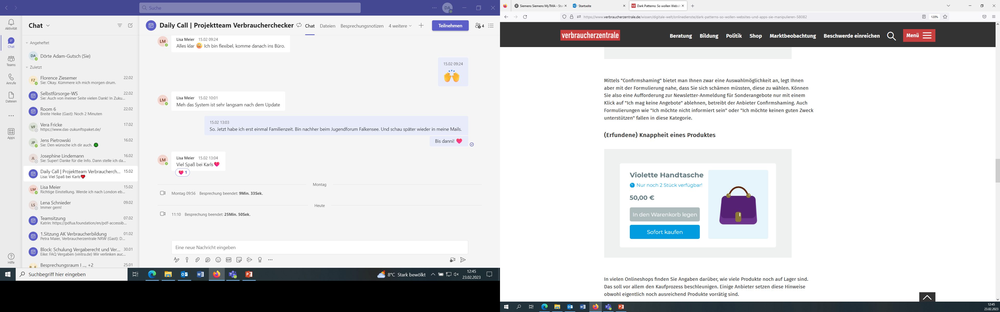 Suche
DA
Aktivität
Chat
Teams
Anrufe
Dateien
Apps
Hilfe
Chat
Angeheftet
DA
Dörte Adam-Gutsch (Sie)
Zuletzt
FZ
Florence Ziesemer 22.02
Sie: Okay. Kümmere ich mich morgen drum.
Selbstfürsorge-WS 22.02
Sie: Auch von meiner Seite vielen Dank! In Zuku...
Room 6 22.02
Breite Heike (Gast): Noch 2 Minuten
VF
Vera Fricke 17.02
https://www.das-zukunftspaket.de/
JP
Jens Pietrowski 16.02
Sie: Den wünsche ich dir auch. 🍀
JL
Josephine Lindemann 16.02
Sie: Super! Danke für die Info. Dann stelle ich da...
Daily Call | Projektteam Verbraucherch... 15.02
Lisa: Viel Spaß bei Karls❤
LM
Lisa Meier 15.02
Richtige Einstellung. Werde ich nach London eb...
LS
Lena Schnieder 09.02
Immer gern!
Teamsitzung 07.02
Katrin: https://pdfua.foundation/en/pdf-accessib...
1.Sitzung AK Verbraucherbildung 01.02
Petra Maier, Verbraucherzentrale NRW (Gast): D...
Block: Schulung Vergaberecht und Ver... 30.01
Eike: FAQ Vergaben (vintra.de) Wir verlinken auc...
Besprechungsraum I ..., +2 25.01
Daily Call | Projektteam Verbraucherchecker
Chat Dateien Besprechungsnotizen 4 weitere
Teilnehmen
4
LM
Lisa Meier 15.02 09:24
Alles klar Ich bin flexibel, komme danach ins Büro.
15.02 09:24
🙌
LM
Lisa Meier 15.02 10:01
Meh das System ist sehr langsam nach dem Update
15.02 13:03
So. Jetzt habe ich erst einmal Familienzeit. Bin nachher beim Jugendforum Falkensee. Und schau später wieder in meine Mails.
Bis danni! ❤
LM
Lisa Meier 15.02 13:04
Viel Spaß bei Karls❤
❤ 1
Montag
Montag 09:56 Besprechung beendet: 9Min. 33Sek.
Heute
11:10 Besprechung beendet: 25Min. 50Sek.
Eine neue Nachricht eingeben
GIF
Suchbegriff hier eingeben
8°C Stark bewölkt
12:45
23.02.2023
Siemens Siemens MyTMA - Sta
Startseite
VZ Dark Patterns: So wollen Websit
https://www.verbraucherzentrale.de/wissen/digitale-welt/onlinedienste/dark-patterns-so-wollen-websites-und-apps-sie-manipulieren-58082
120%
verbraucherzentrale
Beratung Bildung Politik Shop Marktbeobachtung Beschwerde einreichen
Menü
Mittels "Confirmshaming" bietet man Ihnen zwar eine Auswahlmöglichkeit an, legt Ihnen
aber mit der Formulierung nahe, dass Sie sich schämen müssten, diese zu wählen. Können
Sie also eine Aufforderung zur Newsletter-Anmeldung für Sonderangebote nur mit einem
Klick auf "Ich mag keine Angebote" ablehnen, betreibt der Anbieter Confirmshaming. Auch
Formulierungen wie "Ich möchte nicht informiert sein" oder "Ich möchte keinen guten Zweck
unterstützen" fallen in diese Kategorie.
(Erfundene) Knappheit eines Produktes
Violette Handtasche
Nur noch 2 Stück verfügbar!
50,00 €
In den Warenkorb legen
Sofort kaufen
In vielen Onlineshops finden Sie Angaben darüber, wie viele Produkte noch auf Lager sind.
Das soll vor allem den Kaufprozess beschleunigen. Einige Anbieter setzen diese Hinweise
obwohl eigentlich noch ausreichend Produkte vorrätig sind.
12:45
23.02.2023